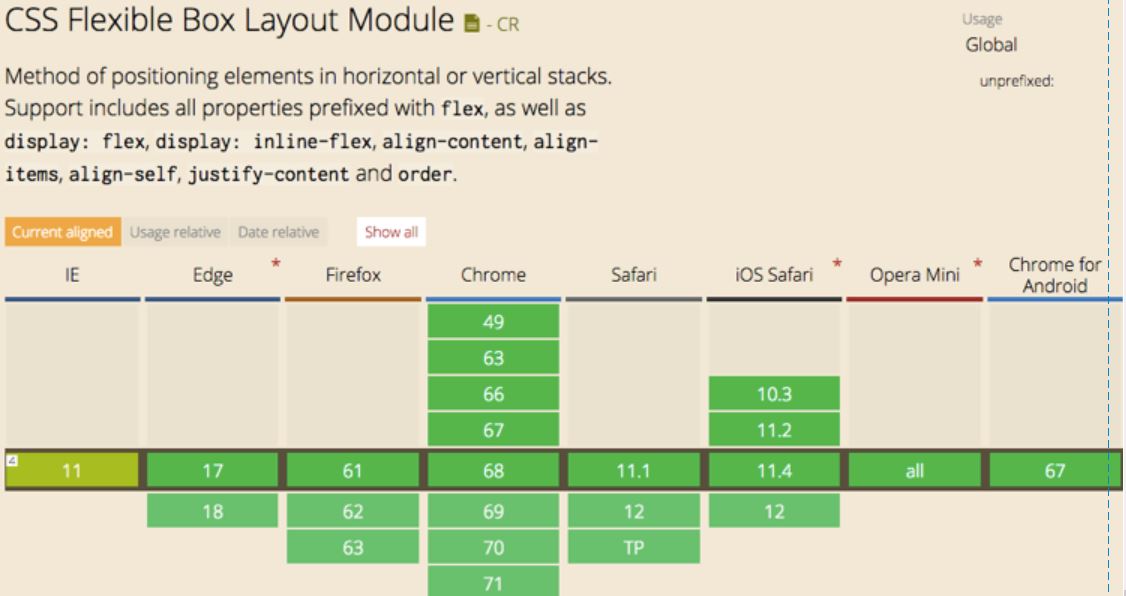 CSS Flexible Box Layout Module - CR
Usage
Global
unprefixed:
Method of positioning elements in horizontal or vertical stacks.
Support includes all properties prefixed with flex, as well as
display: flex, display: inline-flex, align-content, align-
items, align-self, justify-content and order.
Current aligned Usage relative Date relative Show all
IE Edge * Firefox Chrome Safari iOS Safari * Opera Mini * Chrome for
Android
49
63
66 10.3
67 11.2
4 11 17 61 68 11.1 11.4 all 67
18 62 69 12 12
63 70 TP
71